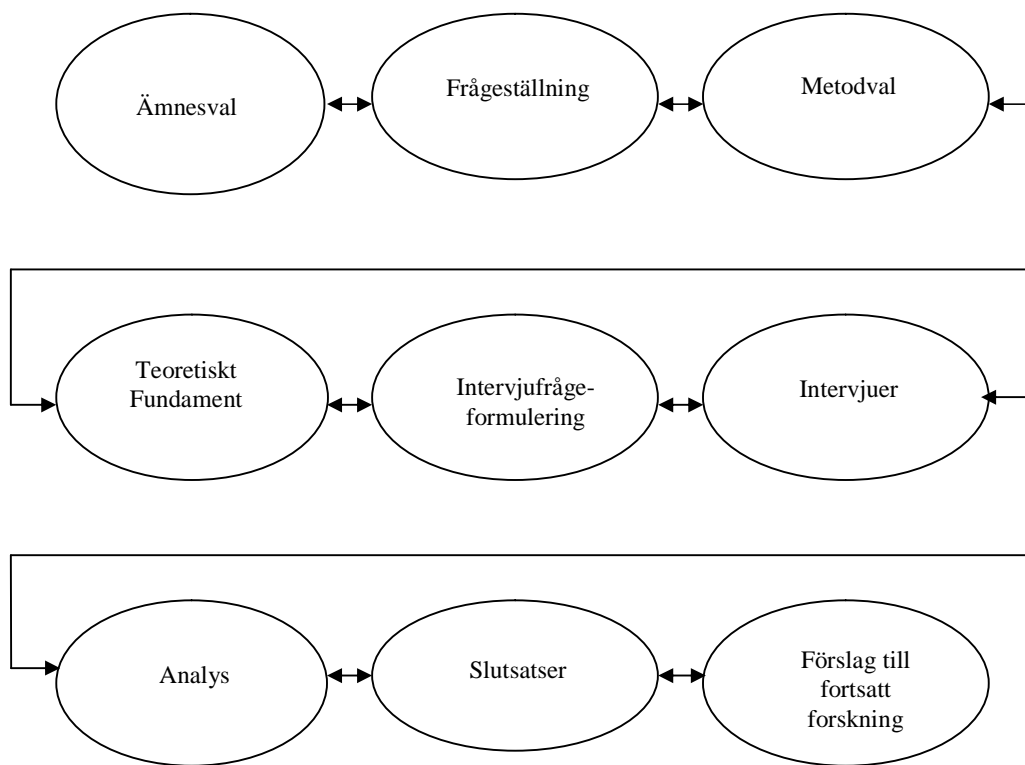 Ämnesval
Frågeställning
Metodval
Teoretiskt
Fundament
Intervjufråge-
formulering
Intervjuer
Analys
Slutsatser
Förslag till
fortsatt
forskning